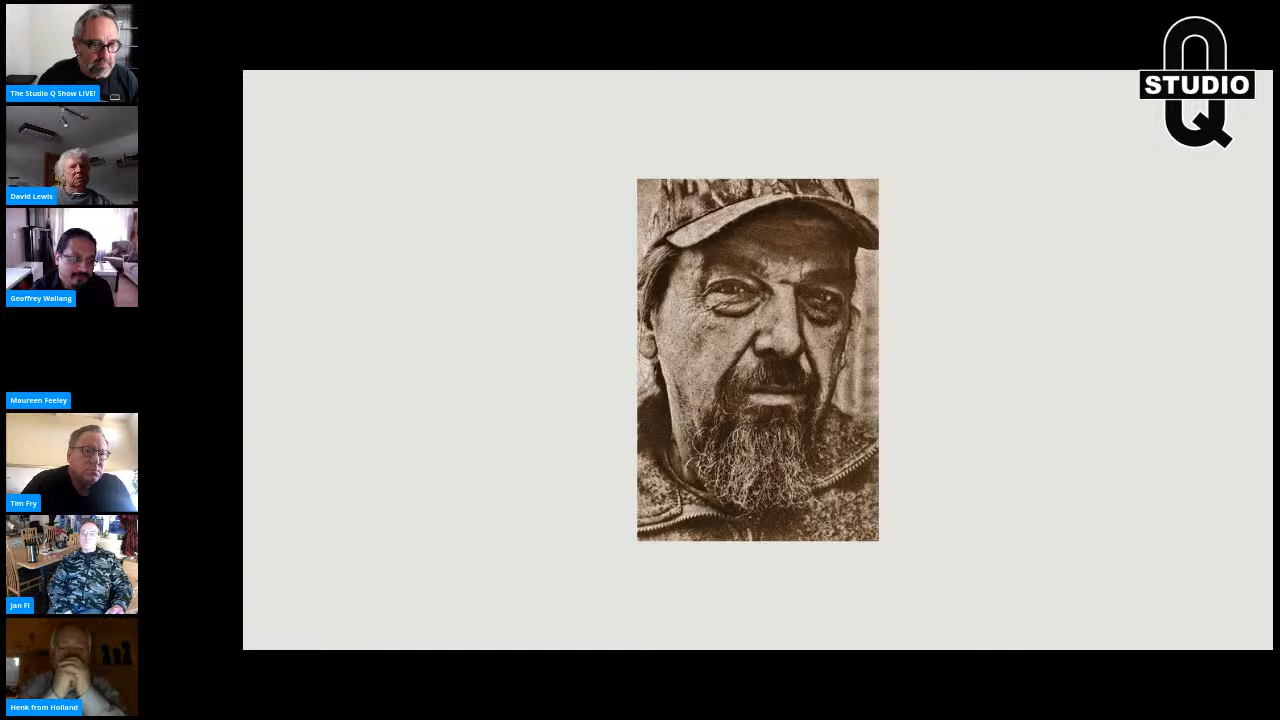 The Studio Q Show LIVE!
David Lewis
Geoffrey Wallang
Maureen Feeley
Tim Fry
Jan Fl
Henk from Holland
STUDIO
Q